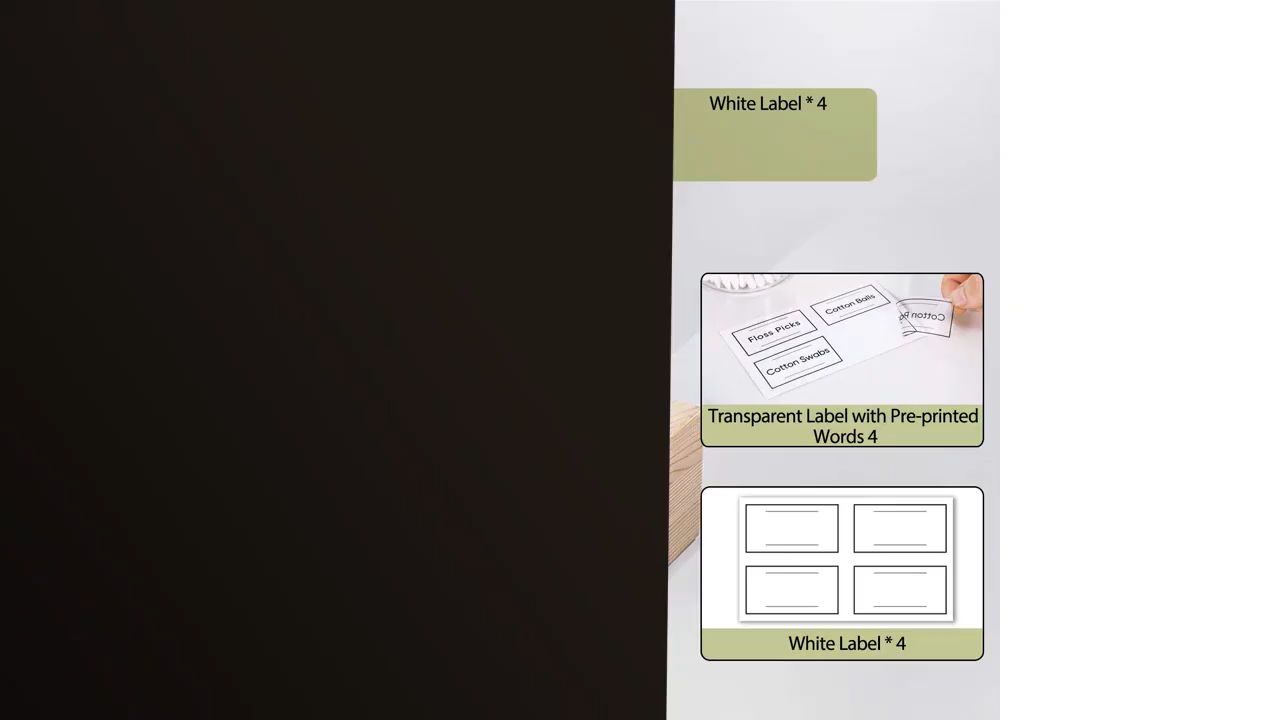 White Label * 4
Floss Picks
Cotton Balls
Cotton Swabs
Cotton
Transparent Label with Pre-printed
Words 4
White Label * 4